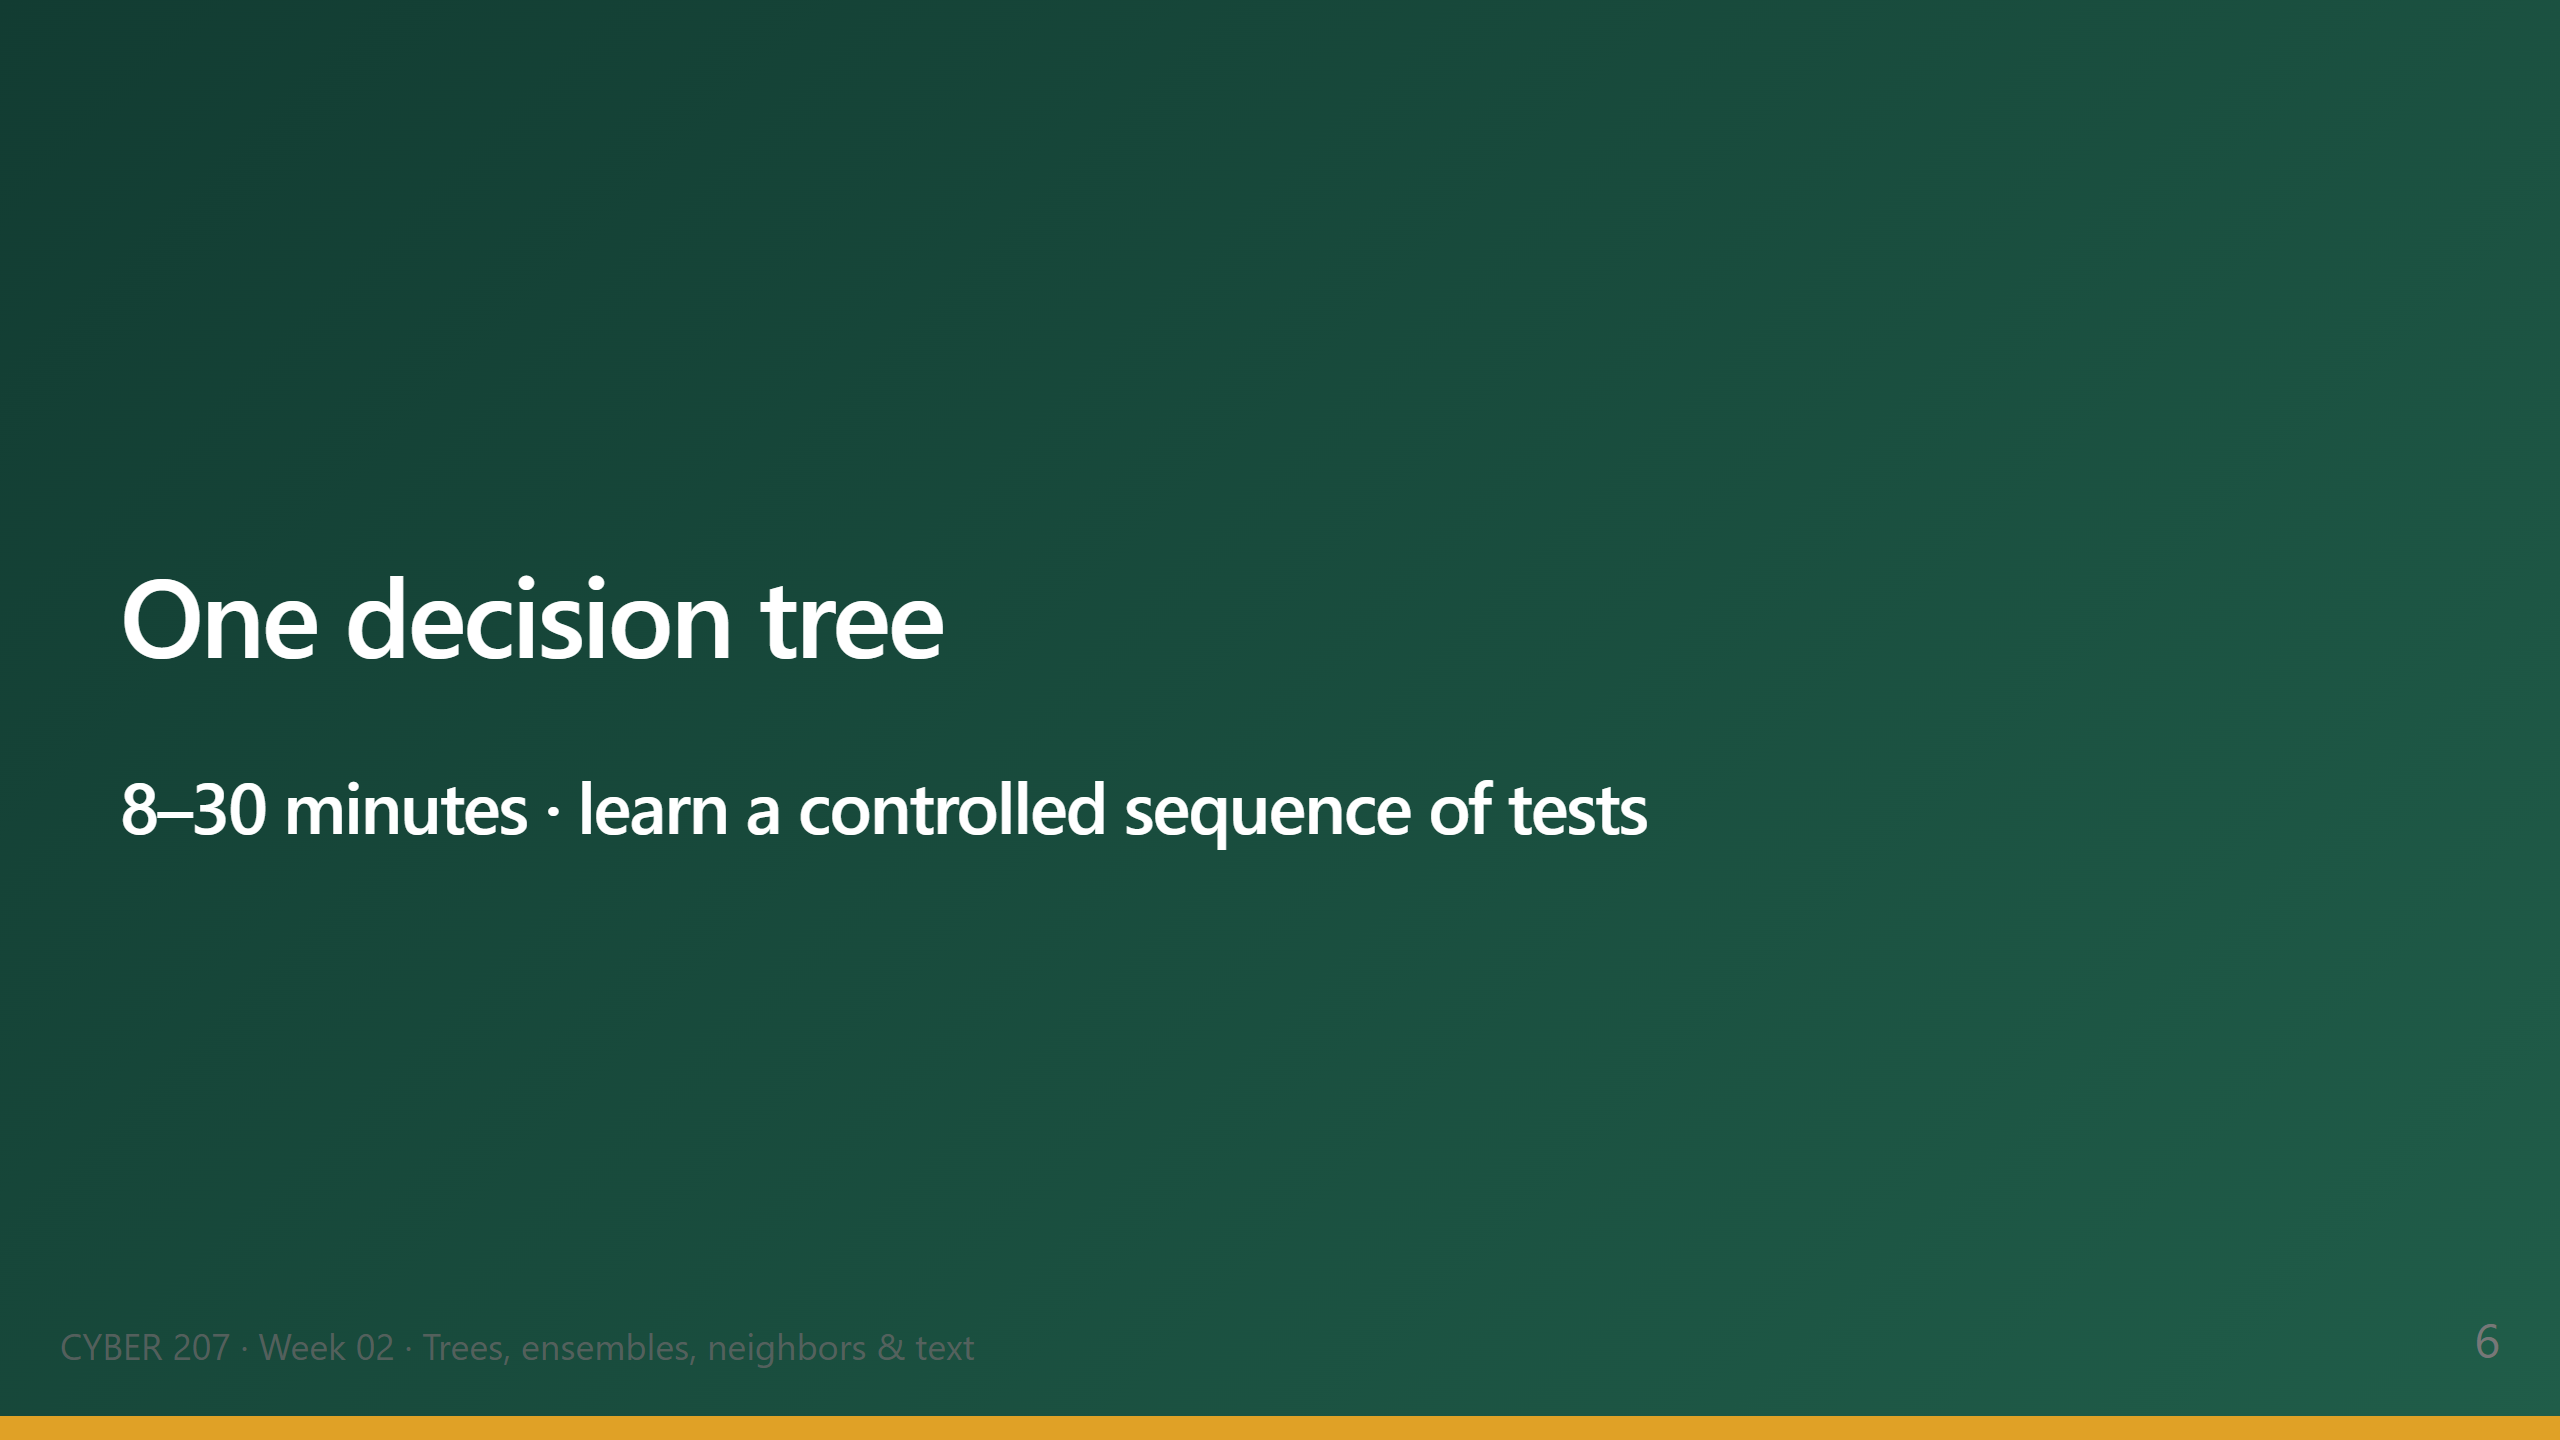 One decision tree
8–30 minutes · learn a controlled sequence of tests
CYBER 207 · Week 02 · Trees, ensembles, neighbors & text
6